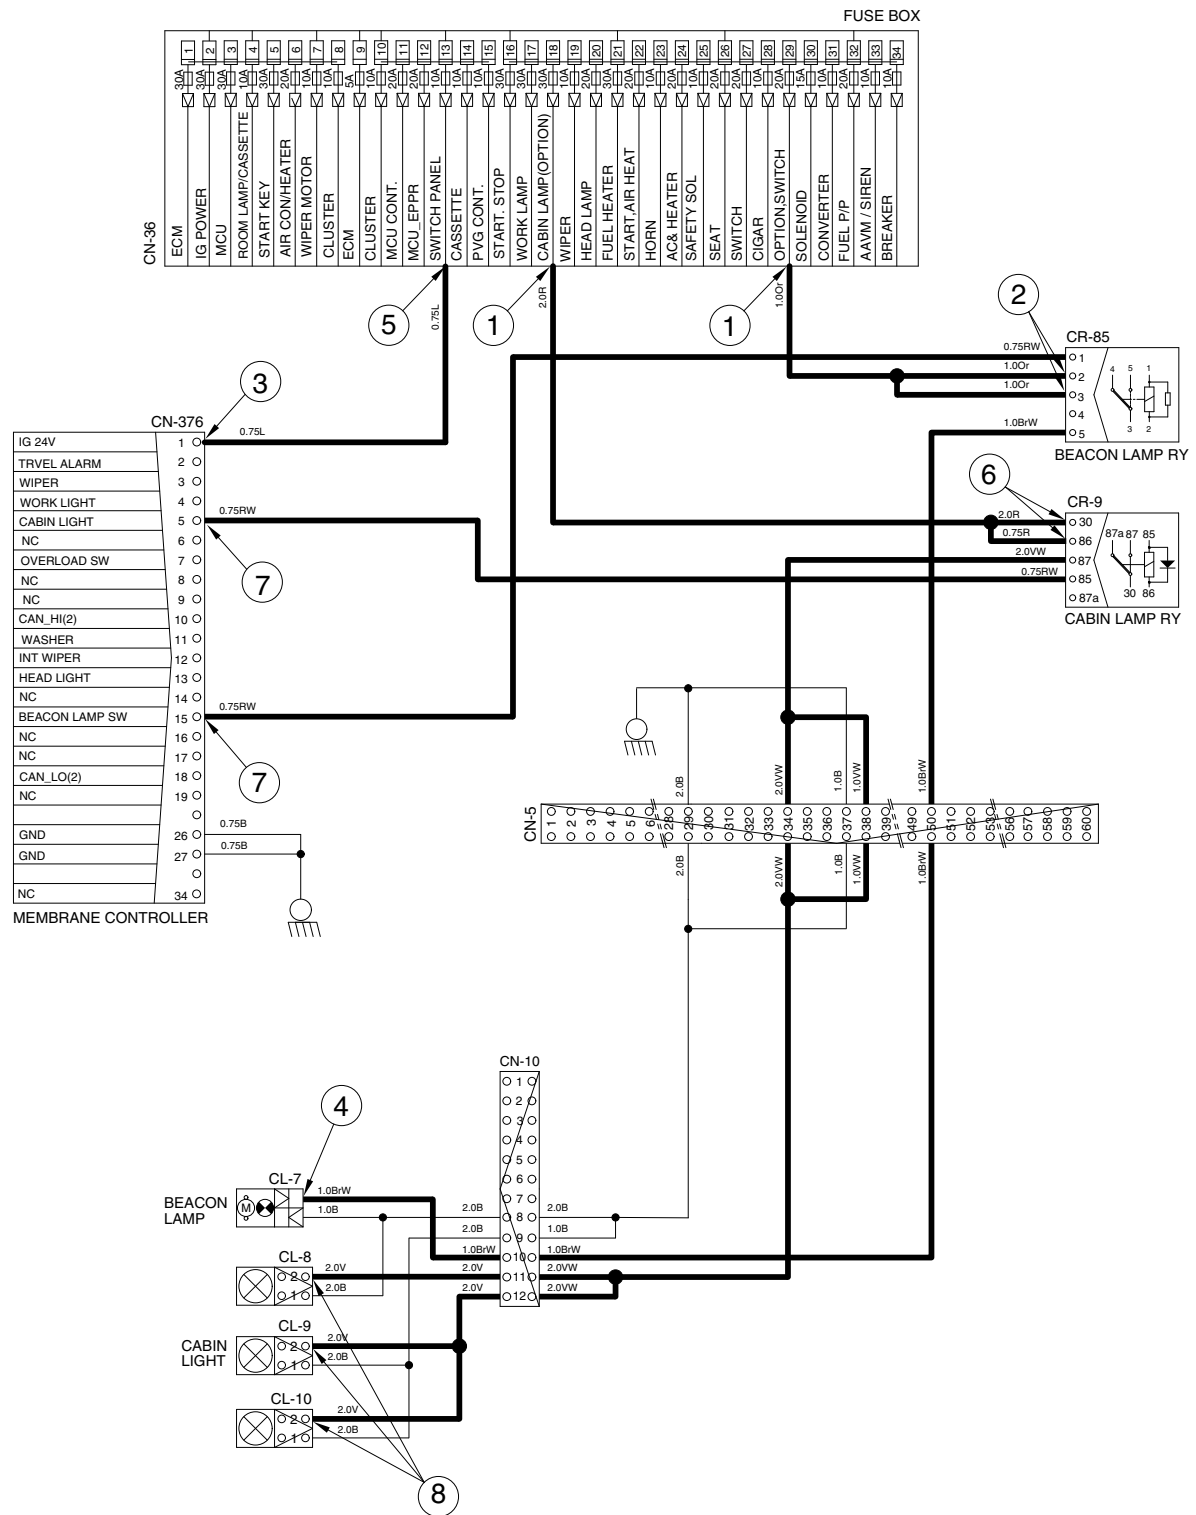 FUSE BOX
1 2 3 4 5 6 7 8 9 10 11 12 13 14 15 16 17 18 19 20 21 22 23 24 25 26 27 28 29 30 31 32 33 34
30A 30A 30A 10A 30A 20A 10A 10A 5A 10A 20A 20A 10A 10A 10A 30A 30A 20A 10A 20A 30A 20A 10A 20A 10A 20A 20A 10A 20A 15A 10A 20A 10A 10A
CN-36
ECM
IG POWER
MCU
ROOM LAMP/CASSETTE
START KEY
AIR CON/HEATER
WIPER MOTOR
CLUSTER
ECM
CLUSTER
MCU CONT.
MCU_EPPR
SWITCH PANEL
CASSETTE
PVG CONT.
START. STOP
WORK LAMP
CABIN LAMP(OPTION)
WIPER
HEAD LAMP
FUEL HEATER
START,AIR HEAT
HORN
AC& HEATER
SAFETY SOL
SEAT
SWITCH
CIGAR
OPTION,SWITCH
SOLENOID
CONVERTER
FUEL P/P
AAVM / SIREN
BREAKER
5
0.75L
1
2.0R
1
1.0Or
2
CR-85
0.75RW
1
1.0Or
2
1.0Or
3
4
1.0BrW
5
4 5 1
3 2
BEACON LAMP RY
6
CR-9
2.0R
30
0.75R
86
2.0VW
87
0.75RW
85
87a
87a 87 85
30 86
CABIN LAMP RY
3
CN-376
IG 24V 1 0.75L
TRVEL ALARM 2
WIPER 3
WORK LIGHT 4
CABIN LIGHT 5 0.75RW
NC 6
OVERLOAD SW 7
7
NC 8
NC 9
CAN_HI(2) 10
WASHER 11
INT WIPER 12
HEAD LIGHT 13
NC 14
BEACON LAMP SW 15 0.75RW
NC 16
7
NC 17
CAN_LO(2) 18
NC 19
GND 26 0.75B
GND 27 0.75B
NC 34
MEMBRANE CONTROLLER
2.0B
2.0VW
1.0B
1.0VW
1.0BrW
CN-5
1 2 3 4 5 6 28 29 30 31 32 33 34 35 36 37 38 39 49 50 51 52 53 56 57 58 59 60
2.0B
2.0VW
1.0B
1.0VW
1.0BrW
CN-10
1
2
3
4
5
6
7
8
9
10
11
12
4
BEACON
LAMP
CL-7
M
1.0BrW
1.0B
2.0B 2.0B
2.0B 1.0B
1.0BrW 1.0BrW
2.0V 2.0VW
2.0V 2.0VW
CL-8
2 2.0V
1 2.0B
CABIN
LIGHT
CL-9
2 2.0V
1 2.0B
CL-10
2 2.0V
1 2.0B
8